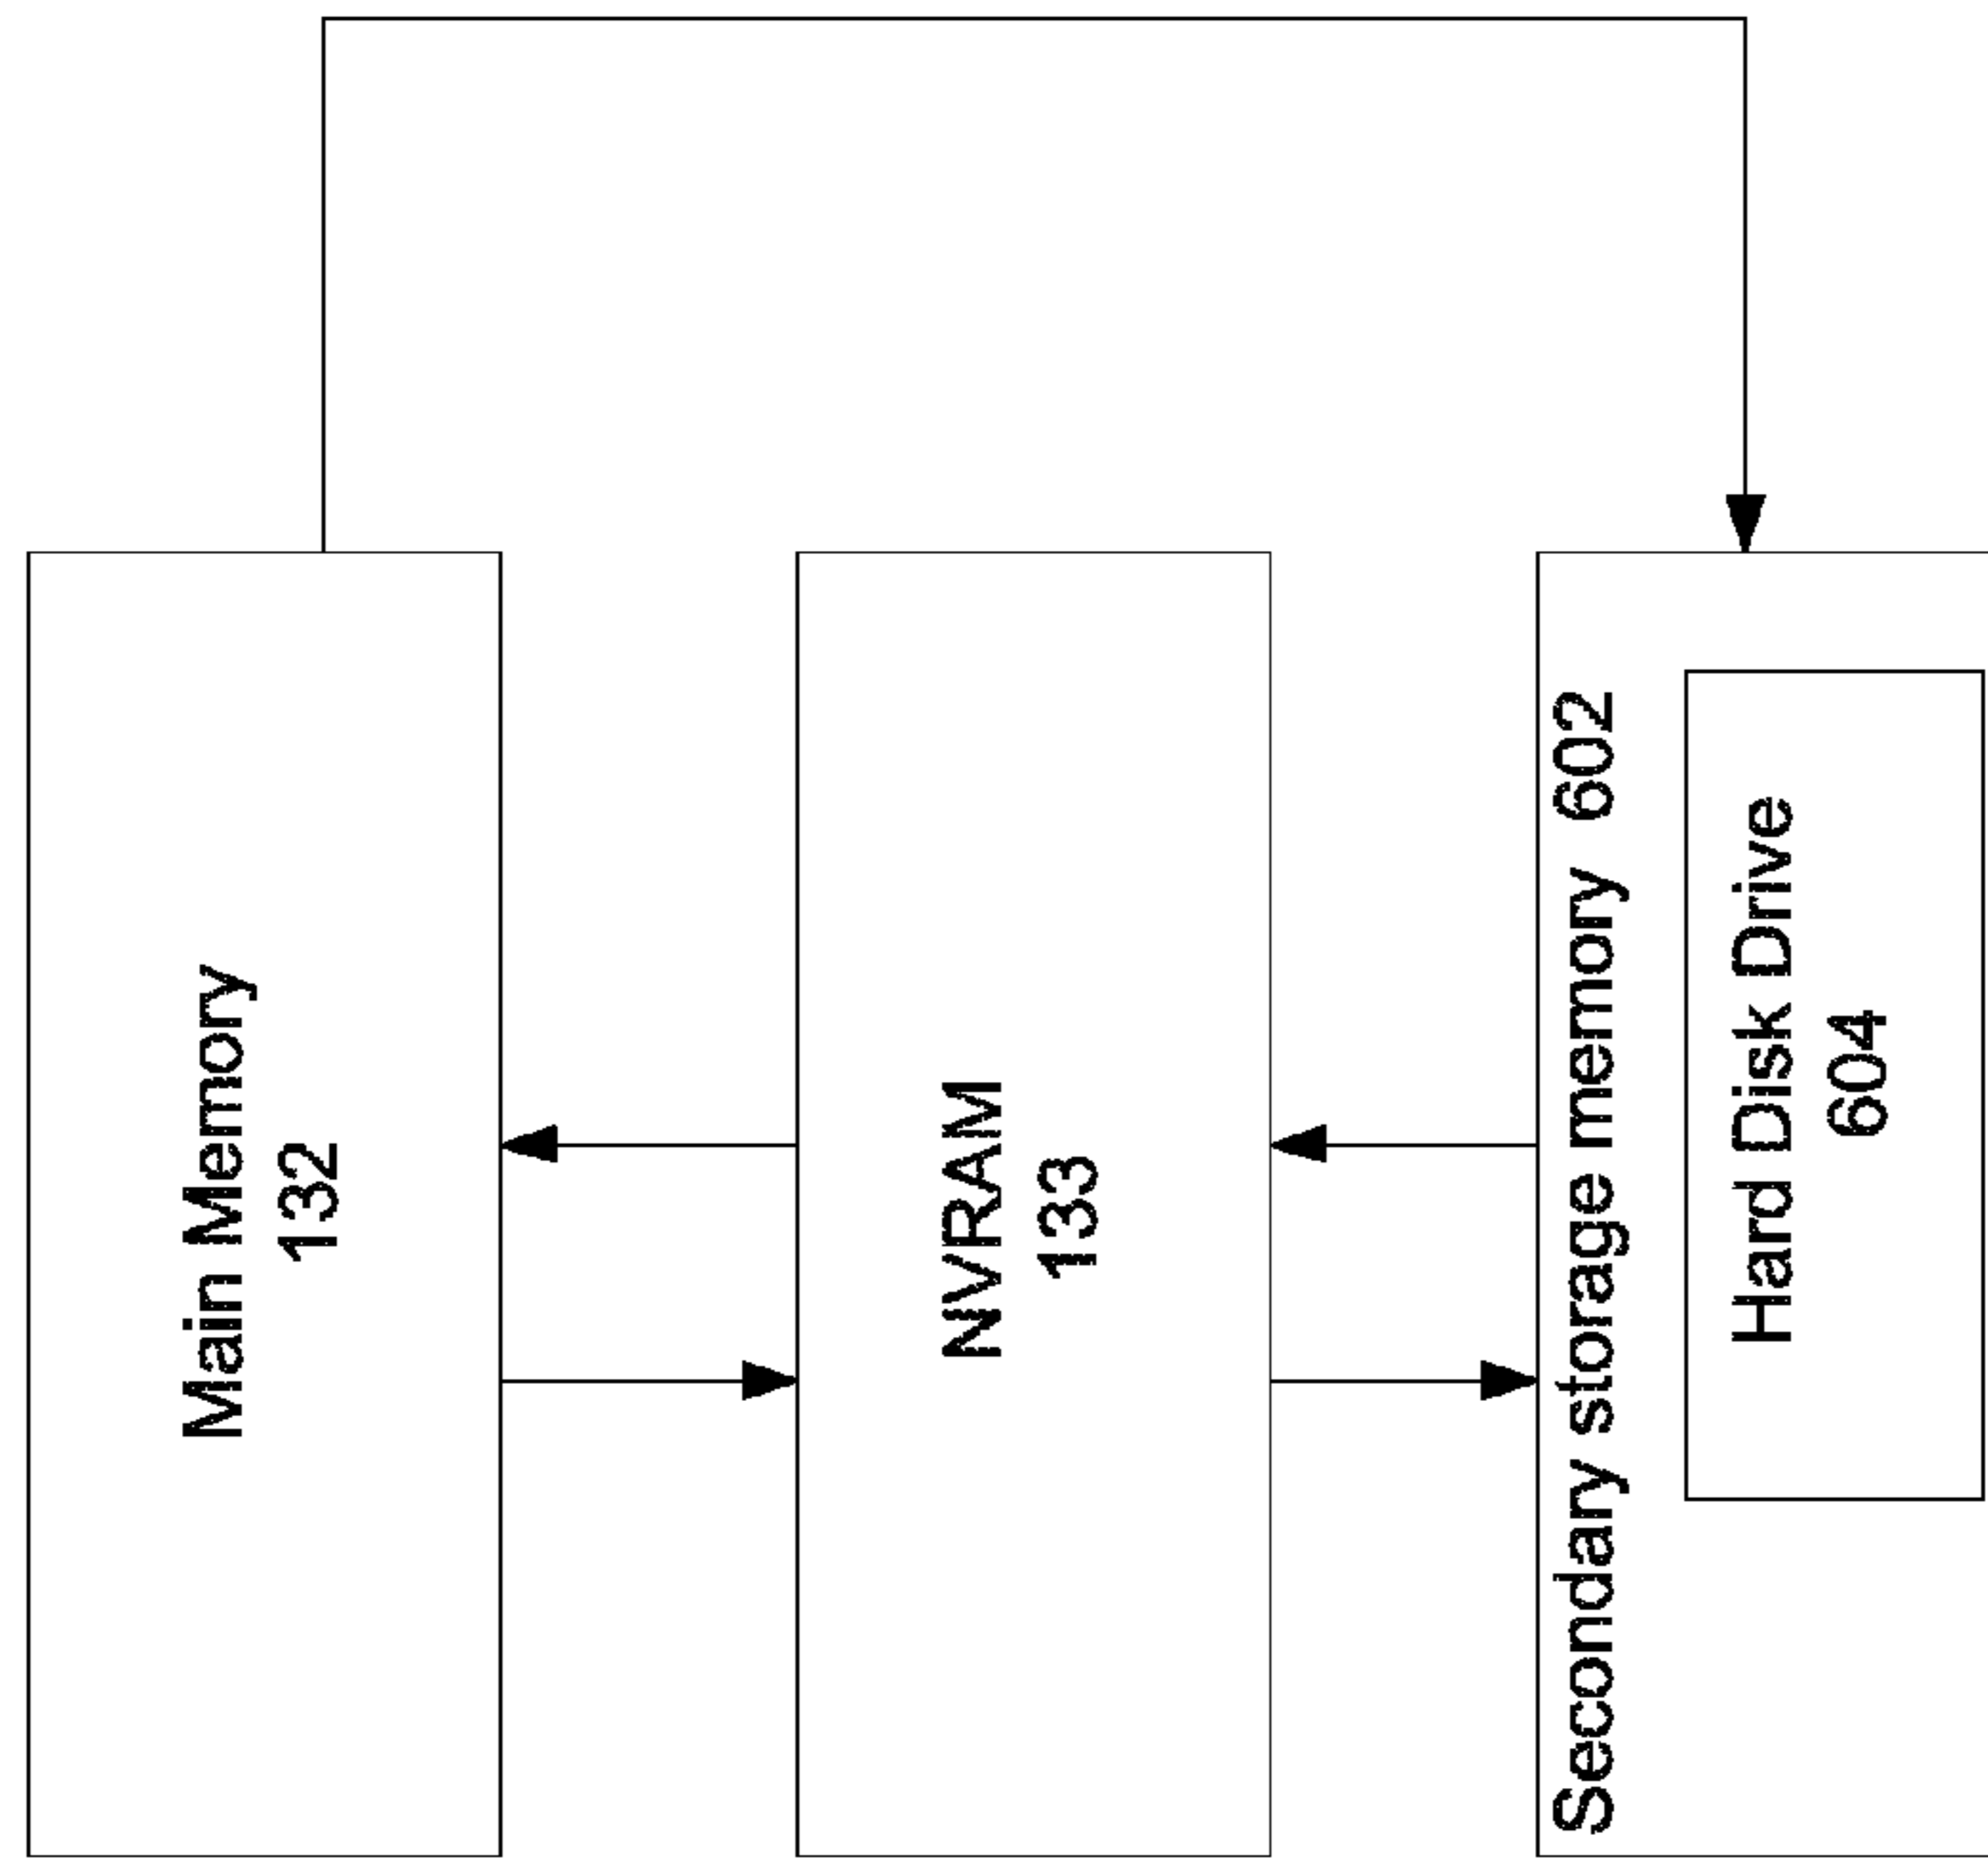 Main Memory
132
NVRAM
133
Secondary storage memory 602
Hard Disk Drive
604